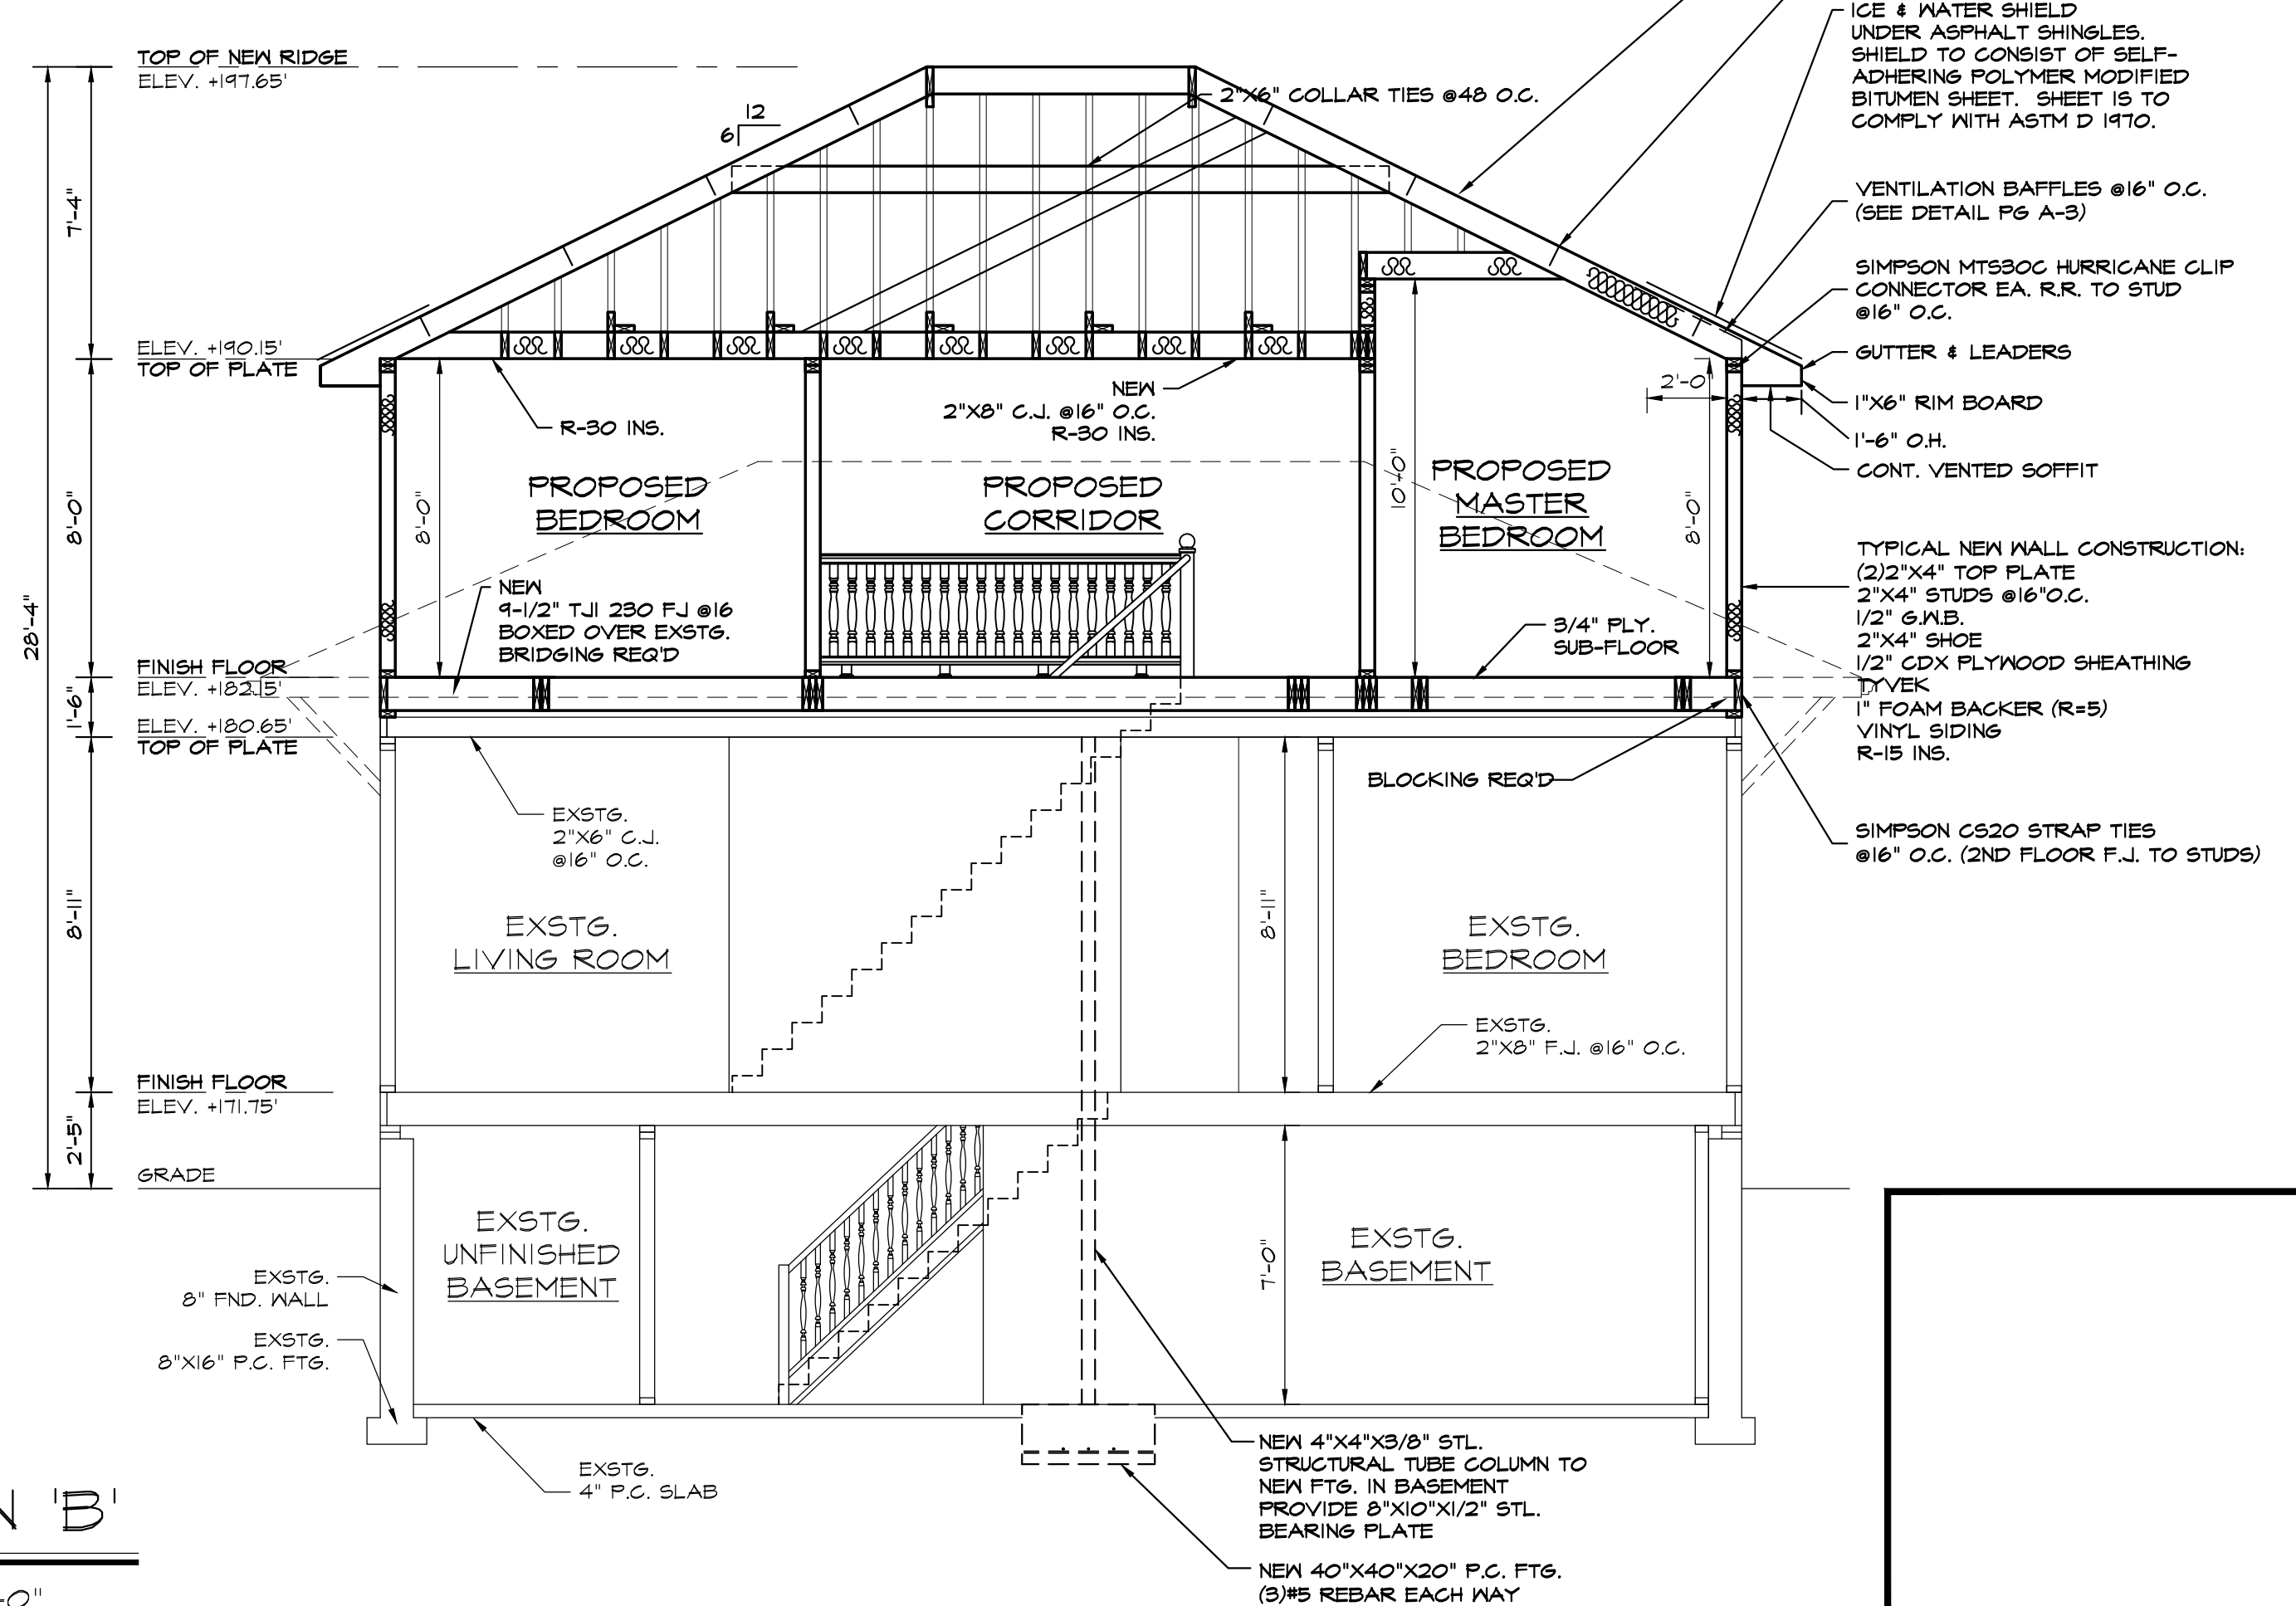 TOP OF NEW RIDGE
ELEV. +197.65'
12
6
2"X6" COLLAR TIES @48 O.C.
ICE & WATER SHIELD
UNDER ASPHALT SHINGLES.
SHIELD TO CONSIST OF SELF-
ADHERING POLYMER MODIFIED
BITUMEN SHEET. SHEET IS TO
COMPLY WITH ASTM D 1970.
VENTILATION BAFFLES @16" O.C.
(SEE DETAIL PG A-3)
SIMPSON MTS30C HURRICANE CLIP
CONNECTOR EA. R.R. TO STUD
@16" O.C.
GUTTER & LEADERS
1"X6" RIM BOARD
1'-6" O.H.
CONT. VENTED SOFFIT
7'-4"
ELEV. +190.15'
TOP OF PLATE
R-30 INS.
NEW
2"X8" C.J. @16" O.C.
R-30 INS.
2'-0"
28'-4"
8'-0"
8'-0"
PROPOSED
BEDROOM
PROPOSED
CORRIDOR
10'-0"
PROPOSED
MASTER
BEDROOM
8'-0"
NEW
9-1/2" TJI 230 FJ @16
BOXED OVER EXSTG.
BRIDGING REQ'D
3/4" PLY.
SUB-FLOOR
TYPICAL NEW WALL CONSTRUCTION:
(2)2"X4" TOP PLATE
2"X4" STUDS @16"O.C.
1/2" G.W.B.
2"X4" SHOE
1/2" CDX PLYWOOD SHEATHING
TYVEK
1" FOAM BACKER (R=5)
VINYL SIDING
R-15 INS.
FINISH FLOOR
ELEV. +182.15'
1'-6"
ELEV. +180.65'
TOP OF PLATE
BLOCKING REQ'D
SIMPSON CS20 STRAP TIES
@16" O.C. (2ND FLOOR F.J. TO STUDS)
EXSTG.
2"X6" C.J.
@16" O.C.
8'-11"
EXSTG.
LIVING ROOM
8'-11"
EXSTG.
BEDROOM
EXSTG.
2"X8" F.J. @16" O.C.
FINISH FLOOR
ELEV. +171.75'
2'-5"
GRADE
EXSTG.
UNFINISHED
BASEMENT
7'-0"
EXSTG.
BASEMENT
EXSTG.
8" FND. WALL
EXSTG.
8"X16" P.C. FTG.
EXSTG.
4" P.C. SLAB
NEW 4"X4"X3/8" STL.
STRUCTURAL TUBE COLUMN TO
NEW FTG. IN BASEMENT
PROVIDE 8"X10"X1/2" STL.
BEARING PLATE
NEW 40"X40"X20" P.C. FTG.
(3)#5 REBAR EACH WAY
N 'B'
-0"